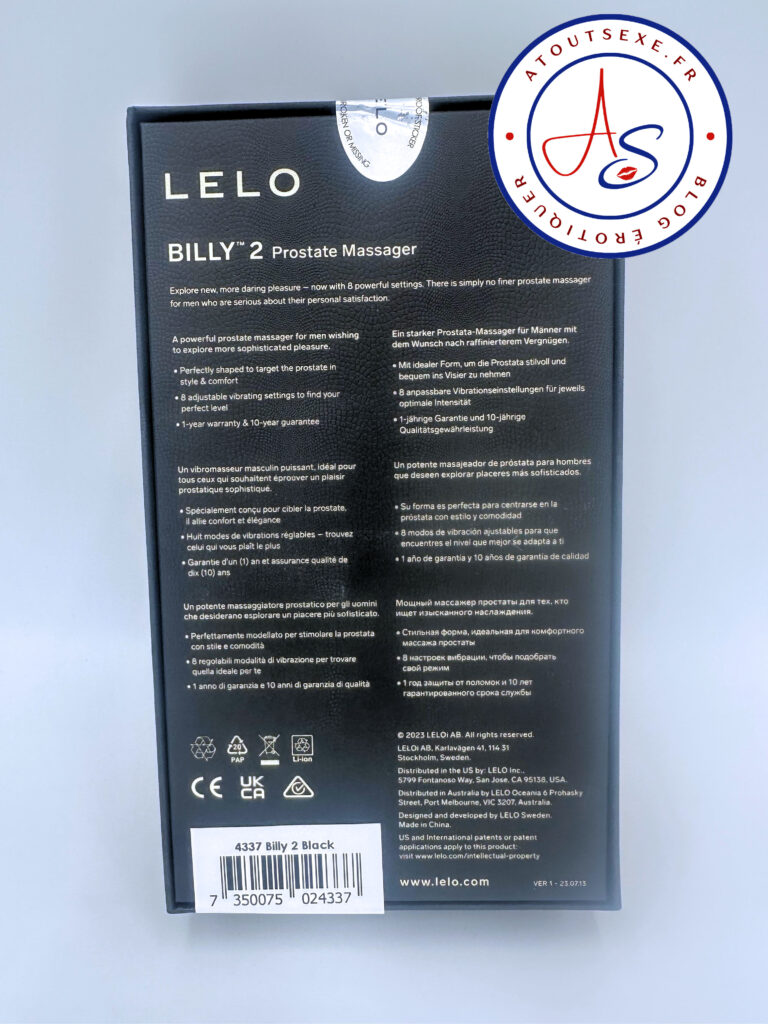 ATOUTSEXE.FR
AS
BLOG ÉROTIQUE
LELO
BROKEN OR MISSING
LELO
BILLY™ 2 Prostate Massager
Explore new, more daring pleasure – now with 8 powerful settings. There is simply no finer prostate massager
for men who are serious about their personal satisfaction.
A powerful prostate massager for men wishing
to explore more sophisticated pleasure.
• Perfectly shaped to target the prostate in
style & comfort
• 8 adjustable vibrating settings to find your
perfect level
• 1-year warranty & 10-year guarantee
Ein starker Prostata-Massager für Männer mit
dem Wunsch nach raffinierterem Vergnügen.
• Mit idealer Form, um die Prostata stilvoll und
bequem ins Visier zu nehmen
• 8 anpassbare Vibrationseinstellungen für jeweils
optimale Intensität
• 1-jährige Garantie und 10-jährige
Qualitätsgewährleistung
Un vibromasseur masculin puissant, idéal pour
tous ceux qui souhaitent éprouver un plaisir
prostatique sophistiqué.
• Spécialement conçu pour cibler la prostate,
il allie confort et élégance
• Huit modes de vibrations réglables – trouvez
celui qui vous plaît le plus
• Garantie d'un (1) an et assurance qualité de
dix (10) ans
Un potente masajeador de próstata para hombres
que deseen explorar placeres más sofisticados.
• Su forma es perfecta para centrarse en la
próstata con estilo y comodidad
• 8 modos de vibración ajustables para que
encuentres el nivel que mejor se adapta a ti
• 1 año de garantía y 10 años de garantía de calidad
Un potente massaggiatore prostatico per gli uomini
che desiderano esplorare un piacere più sofisticato.
• Perfettamente modellato per stimolare la prostata
con stile e comodità
• 8 regolabili modalità di vibrazione per trovare
quella ideale per te
• 1 anno di garanzia e 10 anni di garanzia di qualità
Мощный массажер простаты для тех, кто
ищет изысканного наслаждения.
• Стильная форма, идеальная для комфортного
массажа простаты
• 8 настроек вибрации, чтобы подобрать
свой режим
• 1 год защиты от поломок и 10 лет
гарантированного срока службы
20
PAP
Li-ion
CE
UK
CA
© 2023 LELOi AB. All rights reserved.
LELOi AB, Karlavägen 41, 114 31
Stockholm, Sweden.
Distributed in the US by: LELO Inc.,
5799 Fontanoso Way, San Jose, CA 95138, USA.
Distributed in Australia by LELO Oceania 6 Prohasky
Street, Port Melbourne, VIC 3207, Australia.
Designed and developed by LELO Sweden.
Made in China.
US and International patents or patent
applications apply to this product:
visit www.lelo.com/intellectual-property
www.lelo.com
VER 1 - 23.07.13
4337 Billy 2 Black
7 350075 024337